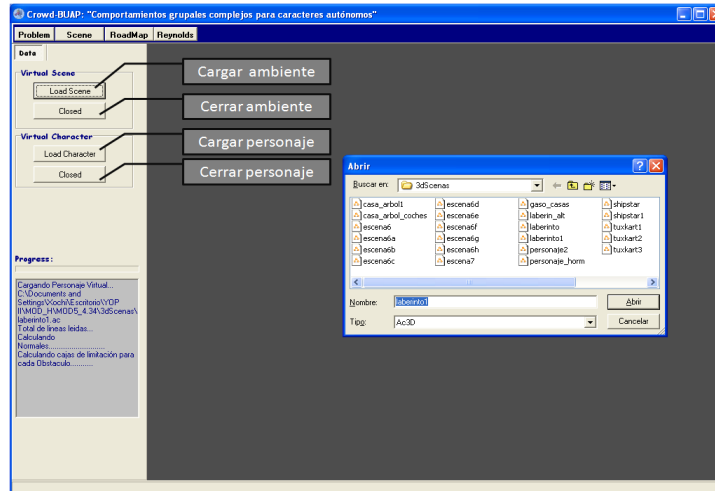 Crowd-BUAP: "Comportamientos grupales complejos para caracteres autónomos"
Problem Scene RoadMap Reynolds
Data
Virtual Scene
Load Scene
Closed
Virtual Character
Load Character
Closed
Cargar ambiente
Cerrar ambiente
Cargar personaje
Cerrar personaje
Progress:
Cargando Personaje Virtual...
C:\Documents and
Settings\Xochi\Escritorio\YOP
II\MOD_H\MOD5_4.34\3dScenas\
laberinto1.ac
Total de lineas leidas...
Calculando
Normales...........................
Calculando cajas de limitación para
cada Obstaculo............
Abrir
Buscar en: 3dScenas
casa_arbol1 escena6d gaso_casas shipstar
casa_arbol_coches escena6e laberin_alt shipstar1
escena6 escena6f laberinto tuxkart1
escena6a escena6g laberinto1 tuxkart2
escena6b escena6h personaje2 tuxkart3
escena6c escena7 personaje_horm
Nombre: laberinto1 Abrir
Tipo: Ac3D Cancelar